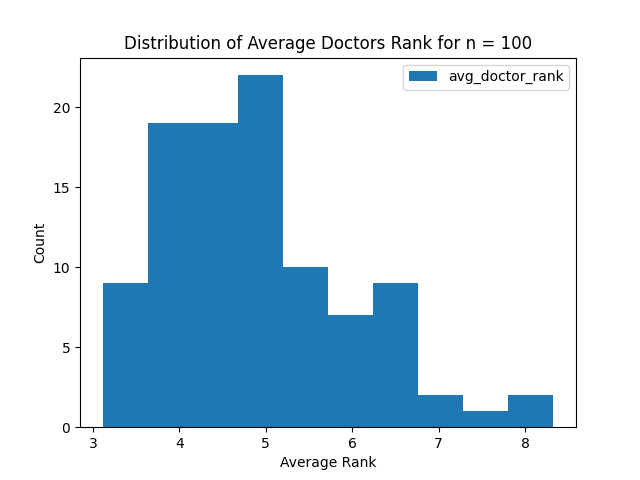 Distribution of Average Doctors Rank for n = 100
avg_doctor_rank
20
15
10
5
0
Count
3 4 5 6 7 8
Average Rank